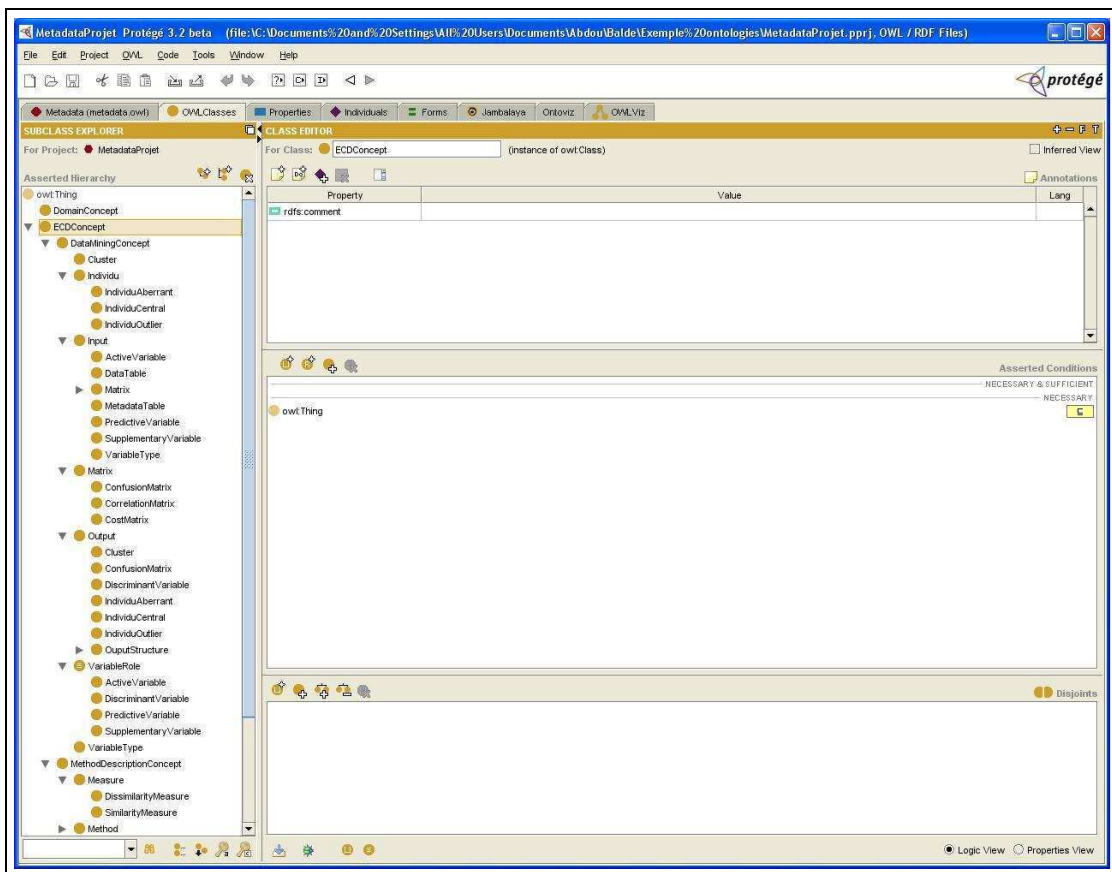 MetadataProjet Protégé 3.2 beta (file:\C:\Documents%20and%20Settings\All%20Users\Documents\Abdou\Balde\Exemple%20ontologies\MetadataProjet.pprj, OWL / RDF Files)
File Edit Project OWL Code Tools Window Help
protégé
Metadata (metadata.owl) OWLClasses Properties Individuals Forms Jambalaya Ontoviz OWLViz
SUBCLASS EXPLORER
For Project: MetadataProjet
Asserted Hierarchy
owl:Thing
DomainConcept
ECDConcept
DataMiningConcept
Cluster
Individu
IndividuAberrant
IndividuCentral
IndividuOutlier
Input
ActiveVariable
DataTable
Matrix
MetadataTable
PredictiveVariable
SupplementaryVariable
VariableType
Matrix
ConfusionMatrix
CorrelationMatrix
CostMatrix
Output
Cluster
ConfusionMatrix
DiscriminantVariable
IndividuAberrant
IndividuCentral
IndividuOutlier
OuputStructure
VariableRole
ActiveVariable
DiscriminantVariable
PredictiveVariable
SupplementaryVariable
VariableType
MethodDescriptionConcept
Measure
DissimilarityMeasure
SimilarityMeasure
Method
CLASS EDITOR
For Class: ECDConcept (instance of owl:Class) Inferred View
Annotations
Property Value Lang
rdfs:comment
Asserted Conditions
NECESSARY & SUFFICIENT
NECESSARY
owl:Thing
Disjoints
Logic View Properties View